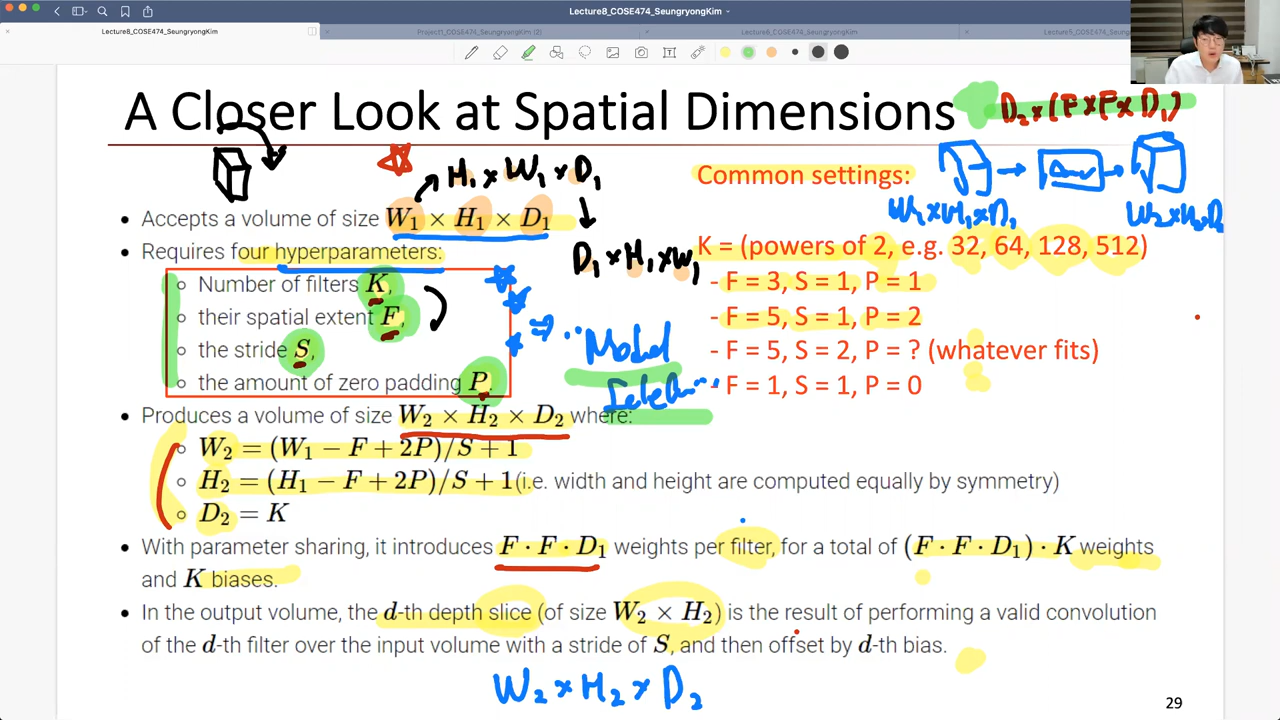 Lecture8_COSE474_SeungryongKim
Lecture8_COSE474_SeungryongKim
Project1_COSE474_SeungryongKim (2)
Lecture6_COSE474_SeungryongKim
Lecture5_COSE474_SeungryongKim
A Closer Look at Spatial Dimensions
D₂×(F×F×D₁)
H₁×W₁×D₁
D₁×H₁×W₁
W₁×H₁×D₁
W₂×H₂×D₂
• Accepts a volume of size W₁ × H₁ × D₁
• Requires four hyperparameters:
◦ Number of filters K,
◦ their spatial extent F,
◦ the stride S,
◦ the amount of zero padding P.
Model
Common settings:
K = (powers of 2, e.g. 32, 64, 128, 512)
- F = 3, S = 1, P = 1
- F = 5, S = 1, P = 2
- F = 5, S = 2, P = ? (whatever fits)
- F = 1, S = 1, P = 0
• Produces a volume of size W₂ × H₂ × D₂ where:
◦ W₂ = (W₁ − F + 2P)/S + 1
◦ H₂ = (H₁ − F + 2P)/S + 1 (i.e. width and height are computed equally by symmetry)
◦ D₂ = K
• With parameter sharing, it introduces F · F · D₁ weights per filter, for a total of (F · F · D₁) · K weights
and K biases.
• In the output volume, the d-th depth slice (of size W₂ × H₂) is the result of performing a valid convolution
of the d-th filter over the input volume with a stride of S, and then offset by d-th bias.
W₂×H₂×D₂
29